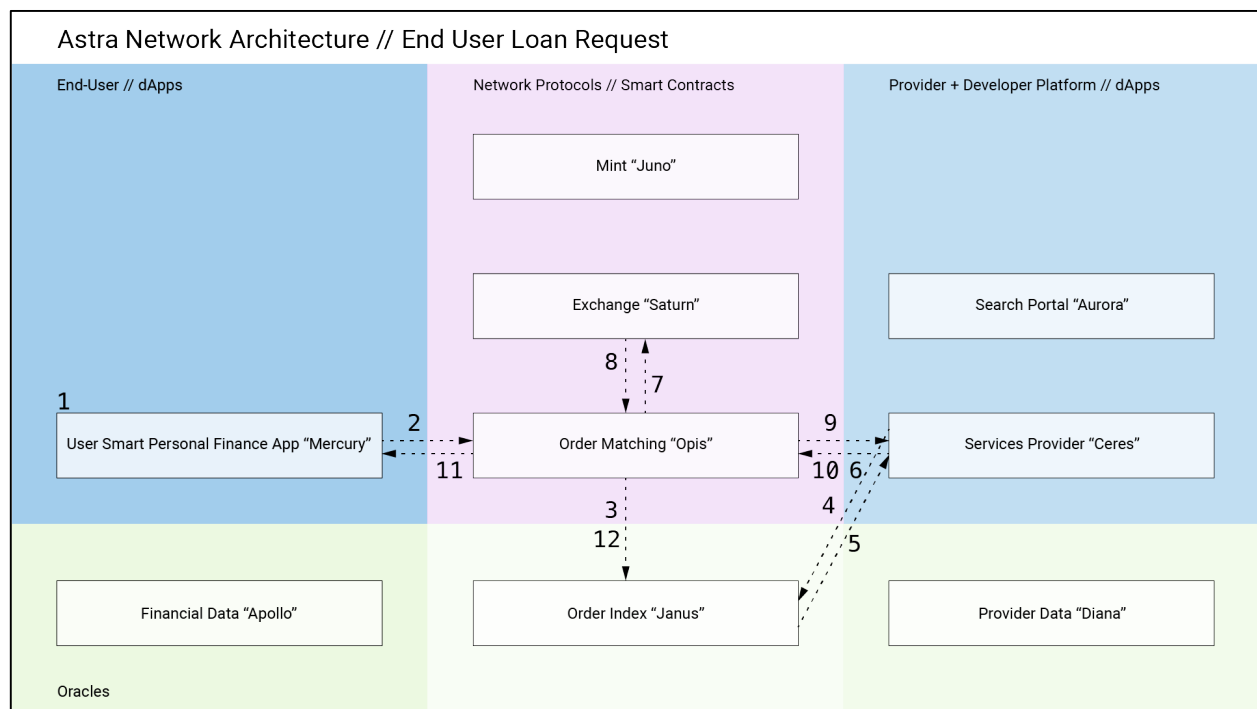 Astra Network Architecture // End User Loan Request
End-User // dApps
Network Protocols // Smart Contracts
Provider + Developer Platform // dApps
Mint “Juno”
Exchange “Saturn”
Search Portal “Aurora”
8
7
1
2
9
User Smart Personal Finance App “Mercury”
Order Matching “Opis”
Services Provider “Ceres”
11
10
6
3
4
12
5
Financial Data “Apollo”
Order Index “Janus”
Provider Data “Diana”
Oracles